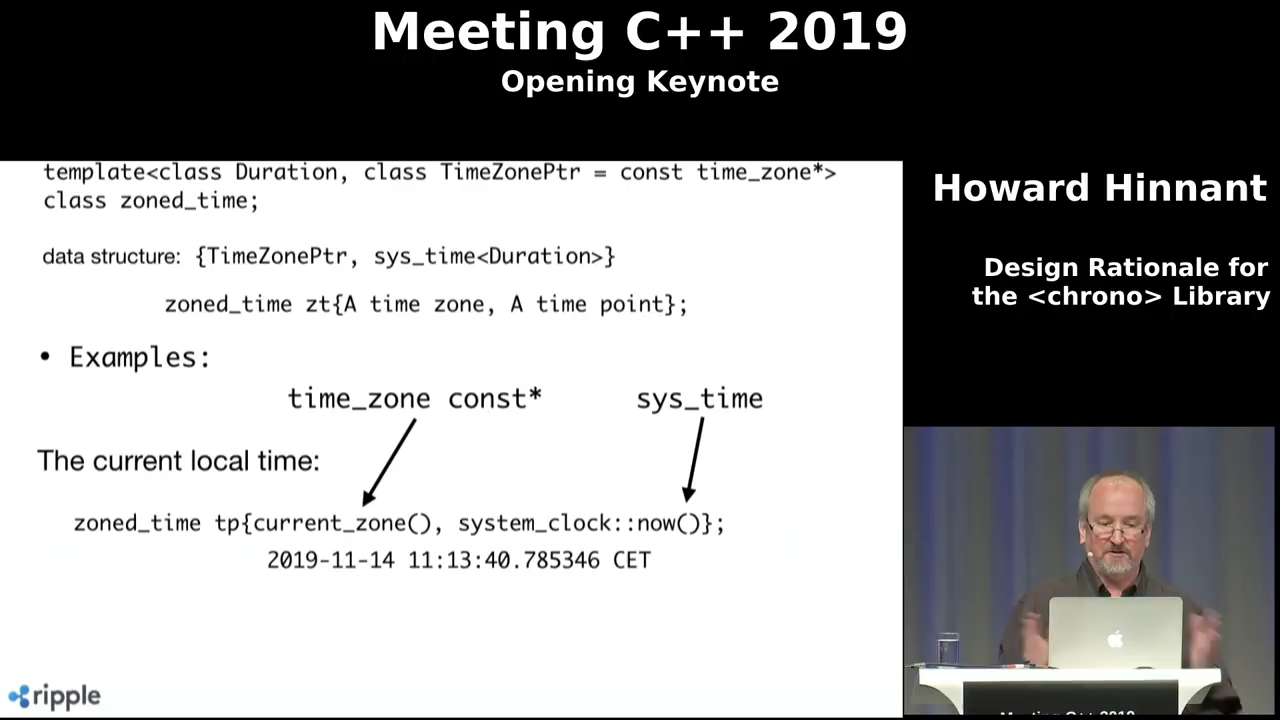 Meeting C++ 2019
Opening Keynote
template<class Duration, class TimeZonePtr = const time_zone*>
class zoned_time;
data structure: {TimeZonePtr, sys_time<Duration>}
zoned_time zt{A time zone, A time point};
• Examples:
time_zone const*
sys_time
The current local time:
zoned_time tp{current_zone(), system_clock::now()};
2019-11-14 11:13:40.785346 CET
ripple
Howard Hinnant
Design Rationale for
the <chrono> Library
Meeting C++ 2019